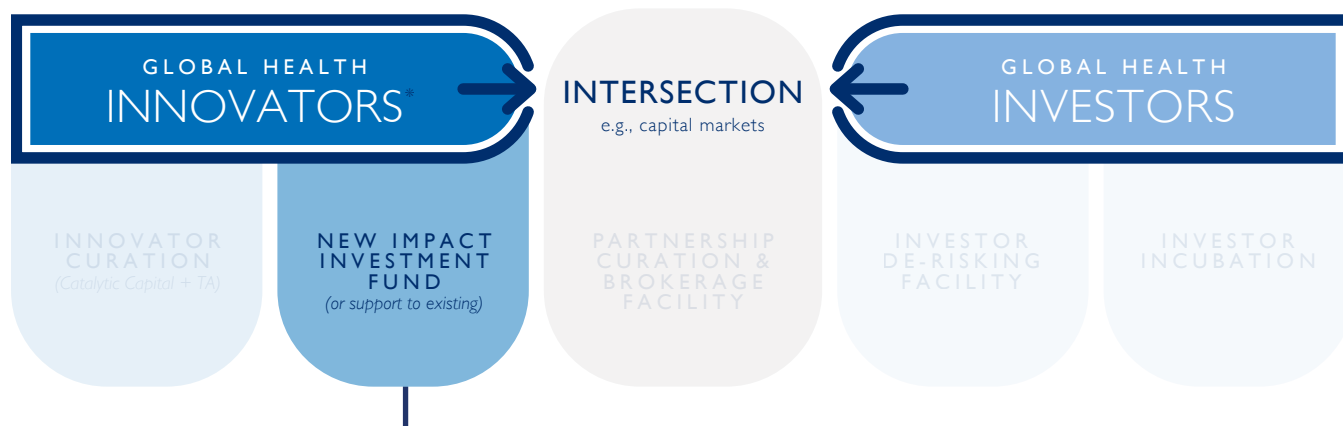 GLOBAL HEALTH
INNOVATORS*
INTERSECTION
e.g., capital markets
GLOBAL HEALTH
INVESTORS
INNOVATOR
CURATION
(Catalytic Capital + TA)
NEW IMPACT
INVESTMENT
FUND
(or support to existing)
PARTNERSHIP
CURATION &
BROKERAGE
FACILITY
INVESTOR
DE-RISKING
FACILITY
INVESTOR
INCUBATION